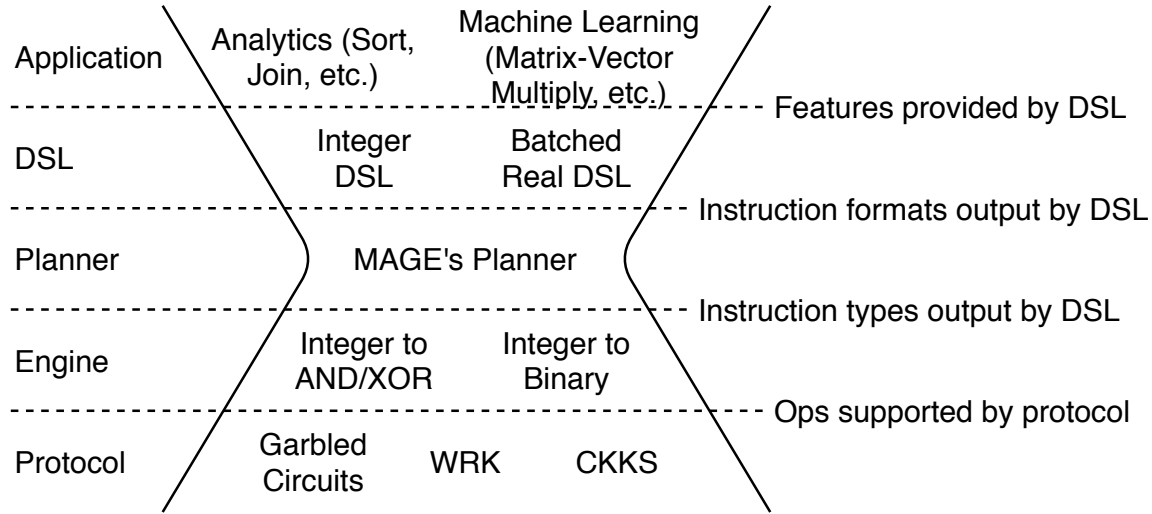 Application
Analytics (Sort,
Join, etc.)
Machine Learning
(Matrix-Vector
Multiply, etc.)
Features provided by DSL
DSL
Integer
DSL
Batched
Real DSL
Instruction formats output by DSL
Planner
MAGE's Planner
Instruction types output by DSL
Engine
Integer to
AND/XOR
Integer to
Binary
Ops supported by protocol
Protocol
Garbled
Circuits
WRK
CKKS